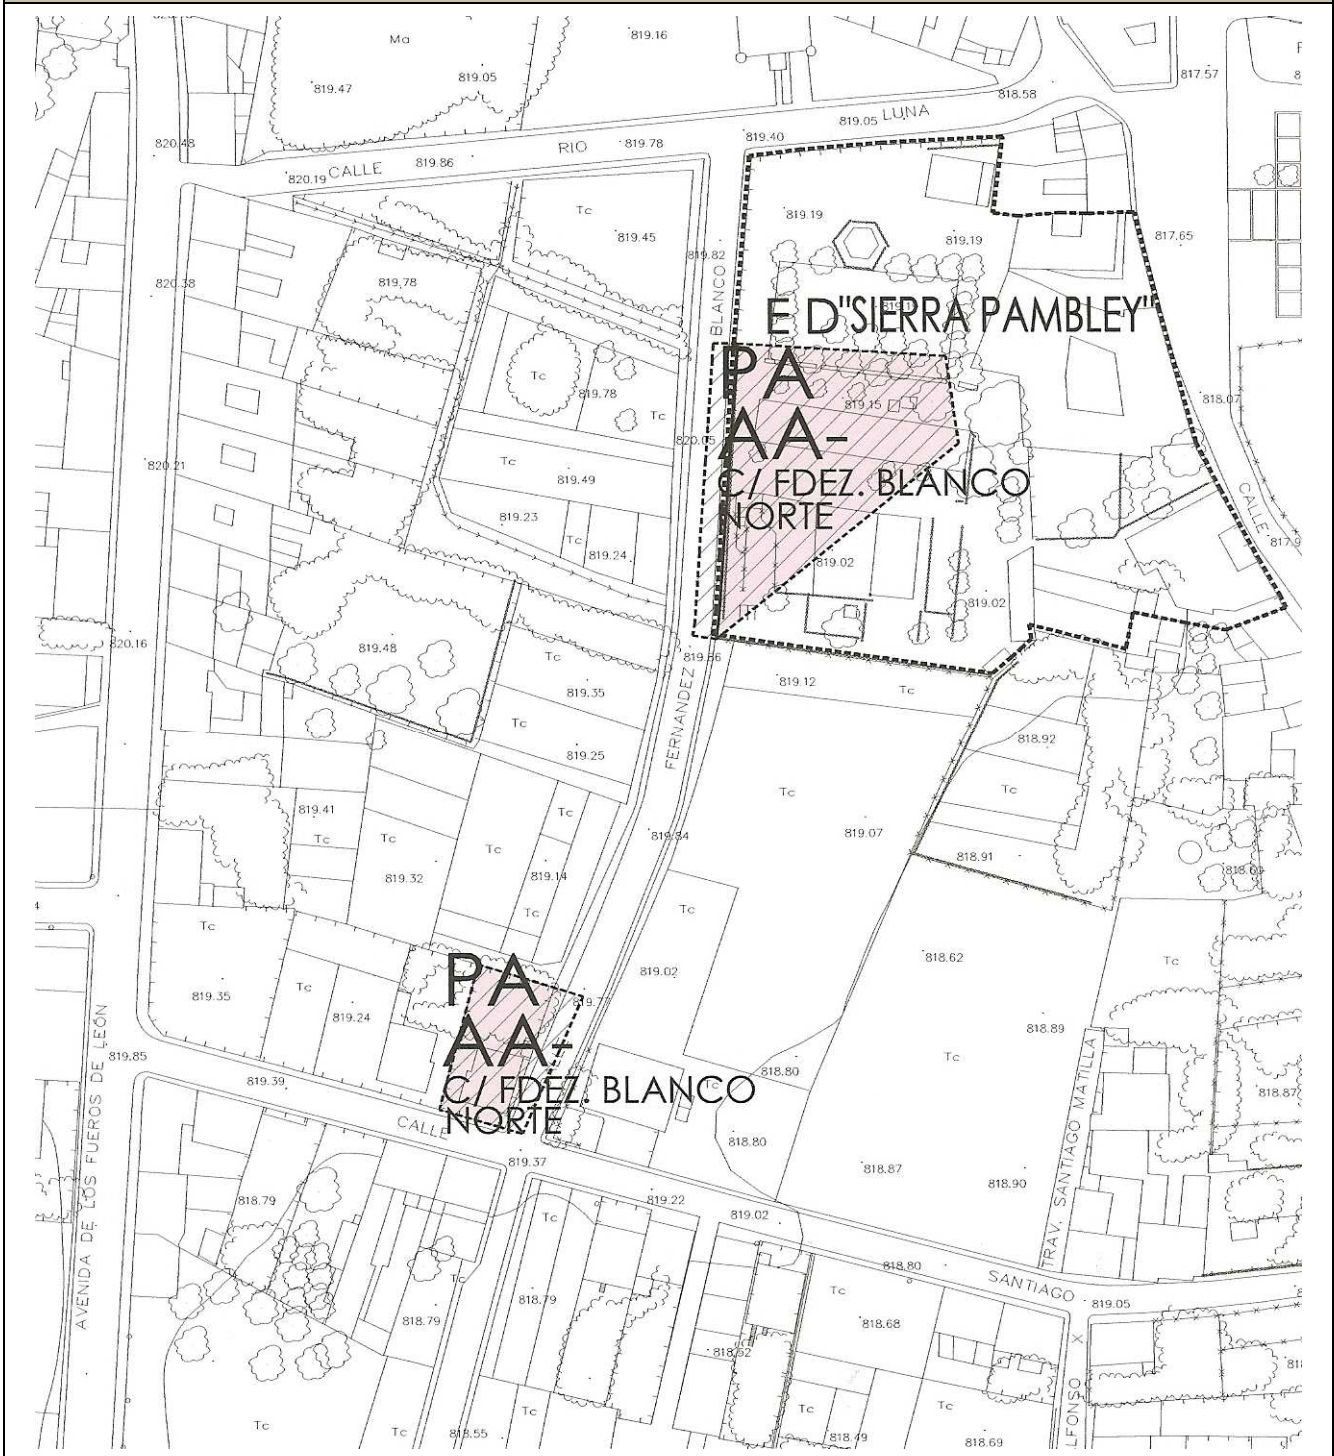 Ma
819.16
819.05
819.47
817.57
818.58
819.05 LUNA
819.40
RIO
819.78
820.48
819.86
820.19 CALLE
Tc
819.45
819.19
819.19
817.65
819.82
820.38
819.78
BLANCO
E D"SIERRA PAMBLEY"
PA
AA-
C/ FDEZ. BLANCO
NORTE
819.15
Tc
819.78
Tc
818.07
820.05
820.21
Tc
819.49
819.23
Tc
819.24
CALLE
819.02
819.02
820.16
819.48
Tc
819.35
819.12
Tc
FERNANDEZ
Tc
819.25
818.92
Tc
Tc
819.41
Tc
Tc
Tc
819.84
819.07
818.91
819.32
Tc
819.14
Tc
Tc
Tc
818.62
Tc
819.02
PA
AA-
C/ FDEZ. BLANCO
NORTE
819.35
Tc
819.24
818.89
Tc
819.85
819.39
818.80
Tc
818.87
CALLE
818.80
819.37
818.87
818.90
TRAV. SANTIAGO MATILLA
AVENIDA DE LOS FUEROS DE LEÓN
818.79
Tc
819.22
819.02
818.80
SANTIAGO
819.05
Tc
818.79
Tc
818.79
818.68
818.52
Tc
Tc
Tc
818.55
Tc
Tc
818.49
Tc
818.69